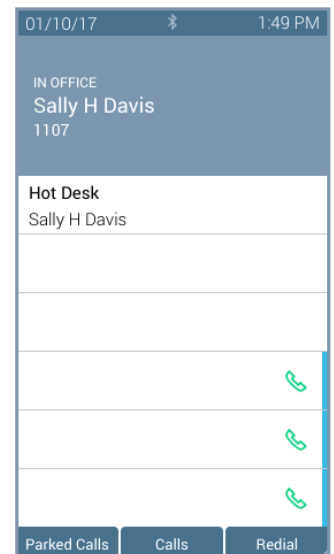 01/10/17 1:49 PM
IN OFFICE
Sally H Davis
1107
Hot Desk
Sally H Davis
Parked Calls Calls Redial